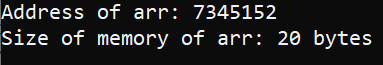 Address of arr: 7345152
Size of memory of arr: 20 bytes